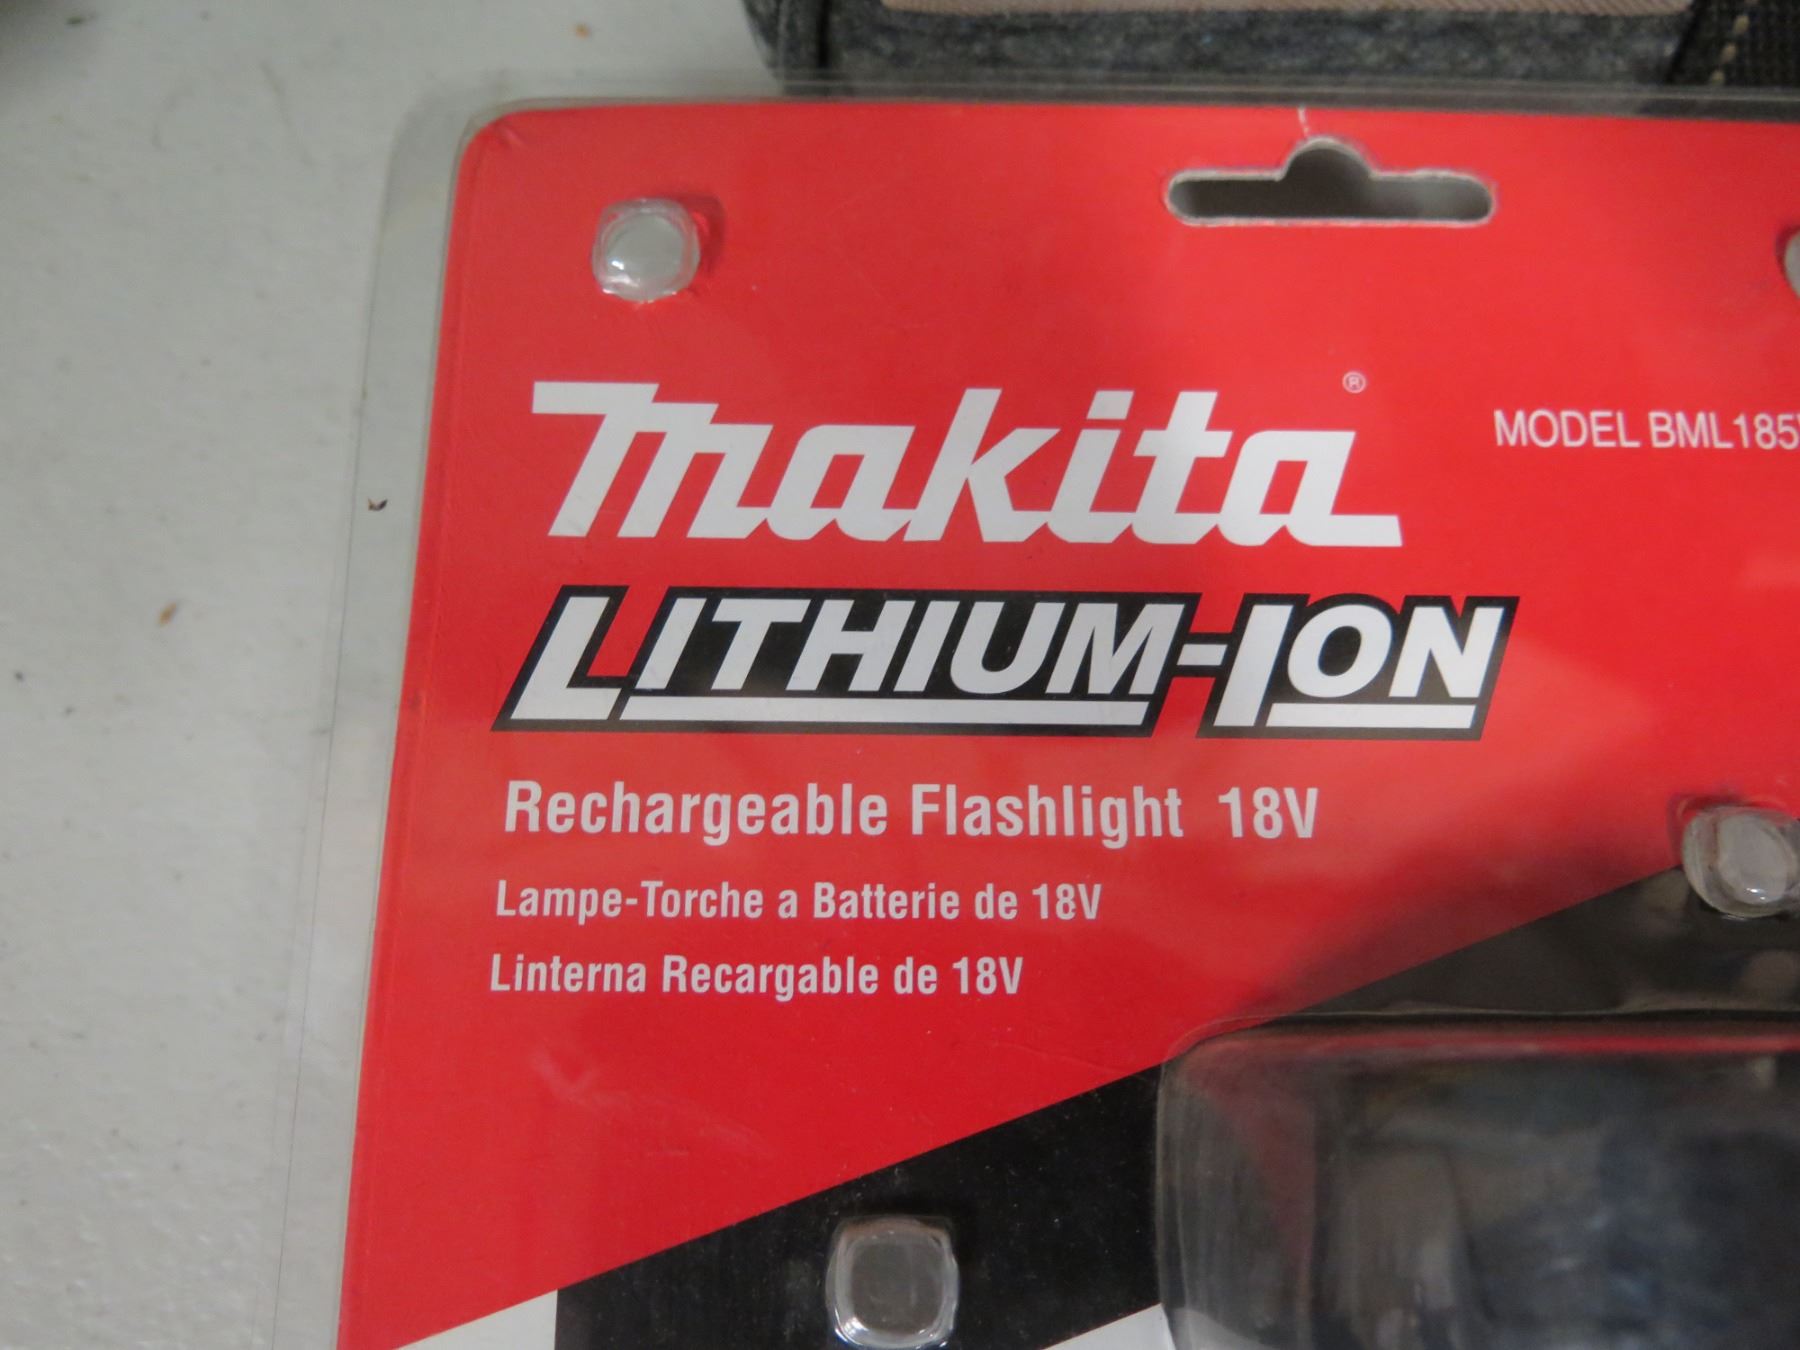 Makita®
MODEL BML185
LITHIUM-ION
Rechargeable Flashlight 18V
Lampe-Torche a Batterie de 18V
Linterna Recargable de 18V